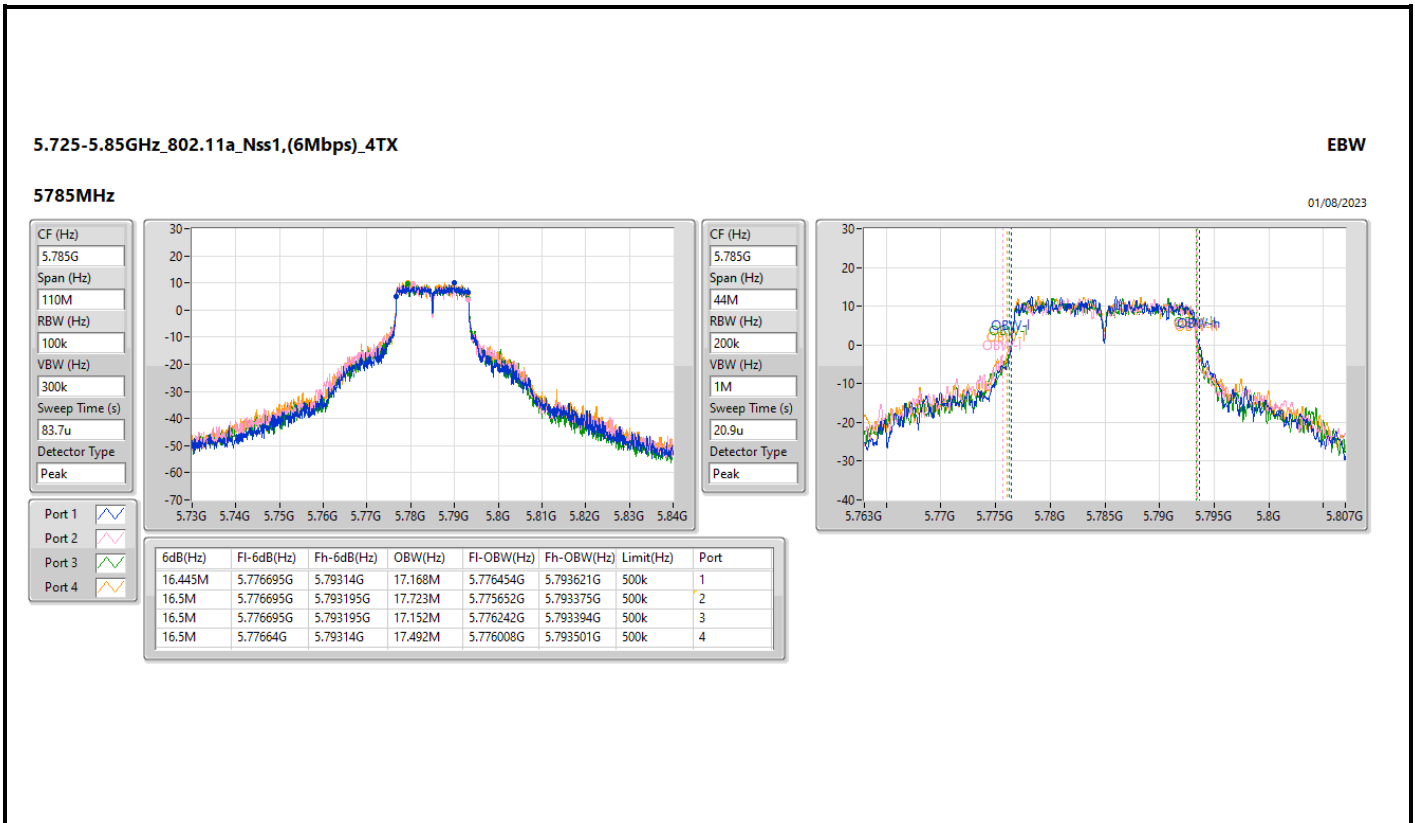 5.725-5.85GHz_802.11a_Nss1,(6Mbps)_4TX
EBW
5785MHz
01/08/2023
CF (Hz)
5.785G
Span (Hz)
110M
RBW (Hz)
100k
VBW (Hz)
300k
Sweep Time (s)
83.7u
Detector Type
Peak
Port 1
Port 2
Port 3
Port 4
30
20
10
0
-10
-20
-30
-40
-50
-60
-70
5.73G 5.74G 5.75G 5.76G 5.77G 5.78G 5.79G 5.8G 5.81G 5.82G 5.83G 5.84G
CF (Hz)
5.785G
Span (Hz)
44M
RBW (Hz)
200k
VBW (Hz)
1M
Sweep Time (s)
20.9u
Detector Type
Peak
30
20
10
0
-10
-20
-30
-40
OBW-l
OBW-l
OBW-h
5.763G 5.77G 5.775G 5.78G 5.785G 5.79G 5.795G 5.8G 5.807G
6dB(Hz) Fl-6dB(Hz) Fh-6dB(Hz) OBW(Hz) Fl-OBW(Hz) Fh-OBW(Hz) Limit(Hz) Port
16.445M 5.776695G 5.79314G 17.168M 5.776454G 5.793621G 500k 1
16.5M 5.776695G 5.793195G 17.723M 5.775652G 5.793375G 500k 2
16.5M 5.776695G 5.793195G 17.152M 5.776242G 5.793394G 500k 3
16.5M 5.77664G 5.79314G 17.492M 5.776008G 5.793501G 500k 4